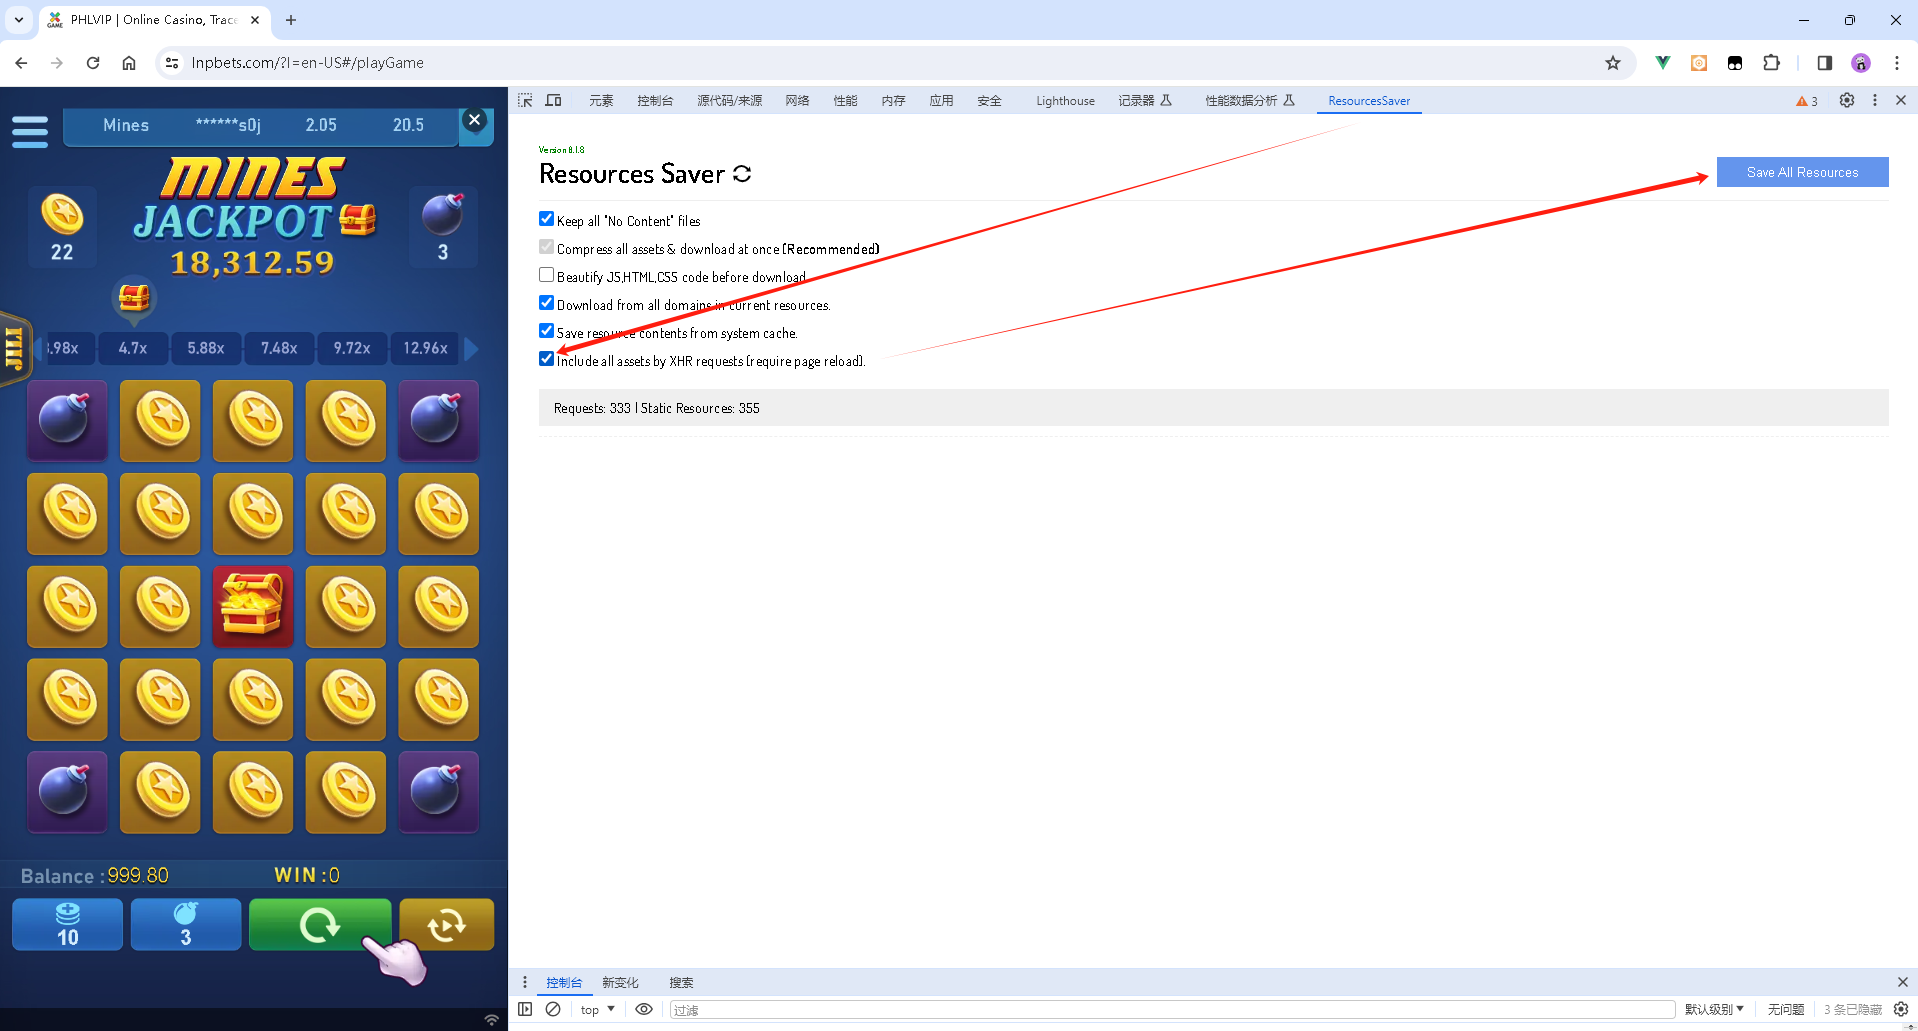 PHLVIP | Online Casino, Trace
lnpbets.com/?l=en-US#/playGame
Mines ******s0j 2.05 20.5
MINES
JACKPOT
18,312.59
22
3
JILI
3.98x 4.7x 5.88x 7.48x 9.72x 12.96x
Balance :999.80 WIN :0
10
3
元素 控制台 源代码/来源 网络 性能 内存 应用 安全 Lighthouse 记录器 性能数据分析 ResourcesSaver 3
Version 0.1.8
Resources Saver
Save All Resources
Keep all "No Content" files
Compress all assets & download at once (Recommended)
Beautify JS,HTML,CSS code before download.
Download from all domains in current resources.
Save resource contents from system cache.
Include all assets by XHR requests (require page reload).
Requests: 333 | Static Resources: 355
控制台 新变化 搜索
top 过滤 默认级别 无问题 3 条已隐藏